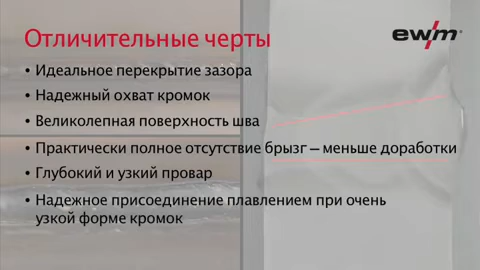 Отличительные черты
ewm
• Идеальное перекрытие зазора
• Надежный охват кромок
• Великолепная поверхность шва
• Практически полное отсутствие брызг – меньше доработки
• Глубокий и узкий провар
• Надежное присоединение плавлением при очень
узкой форме кромок